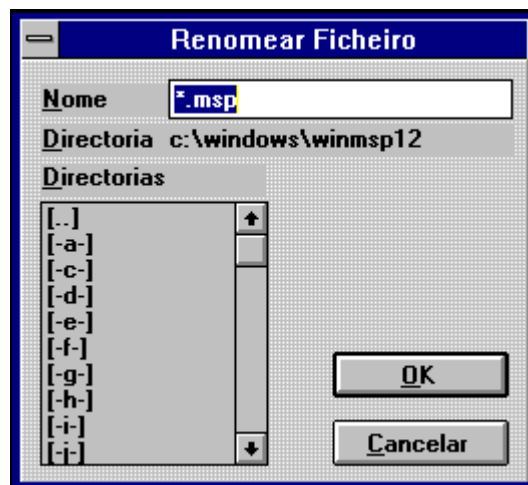 Renomear Ficheiro
Nome *.msp
Directoria c:\windows\winmsp12
Directorias
[..]
[-a-]
[-c-]
[-d-]
[-e-]
[-f-]
[-g-]
[-h-]
[-i-]
[-j-]
OK
Cancelar